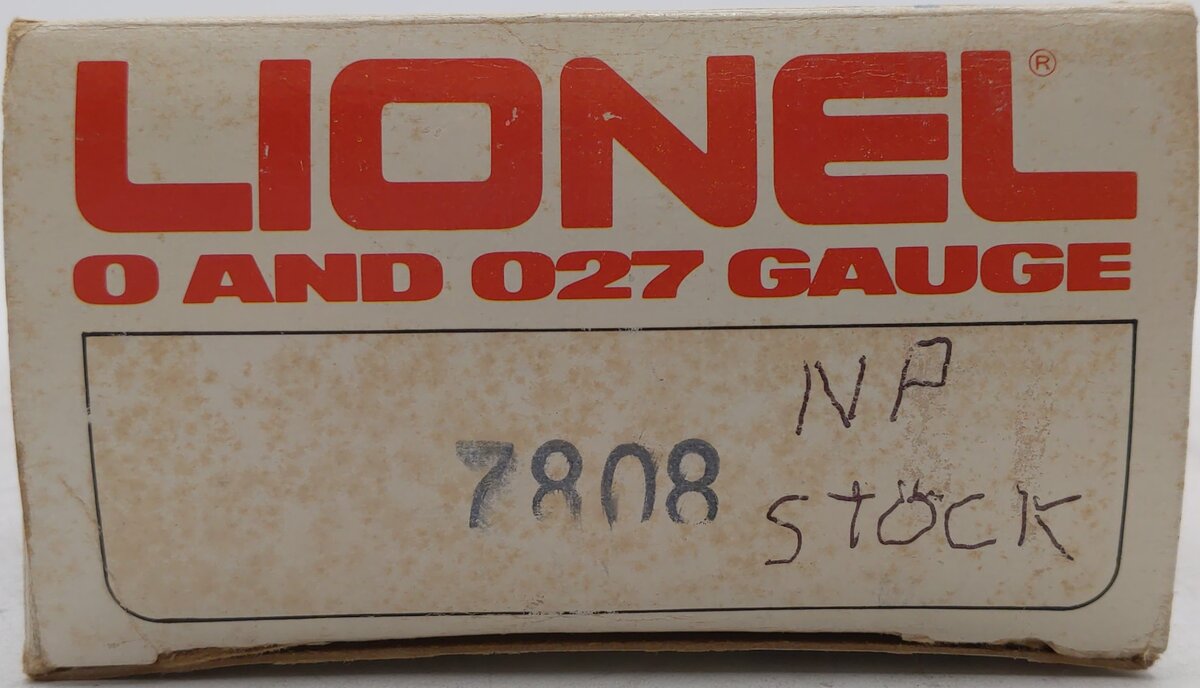 LIONEL®
O AND O27 GAUGE
NP
7808
STOCK